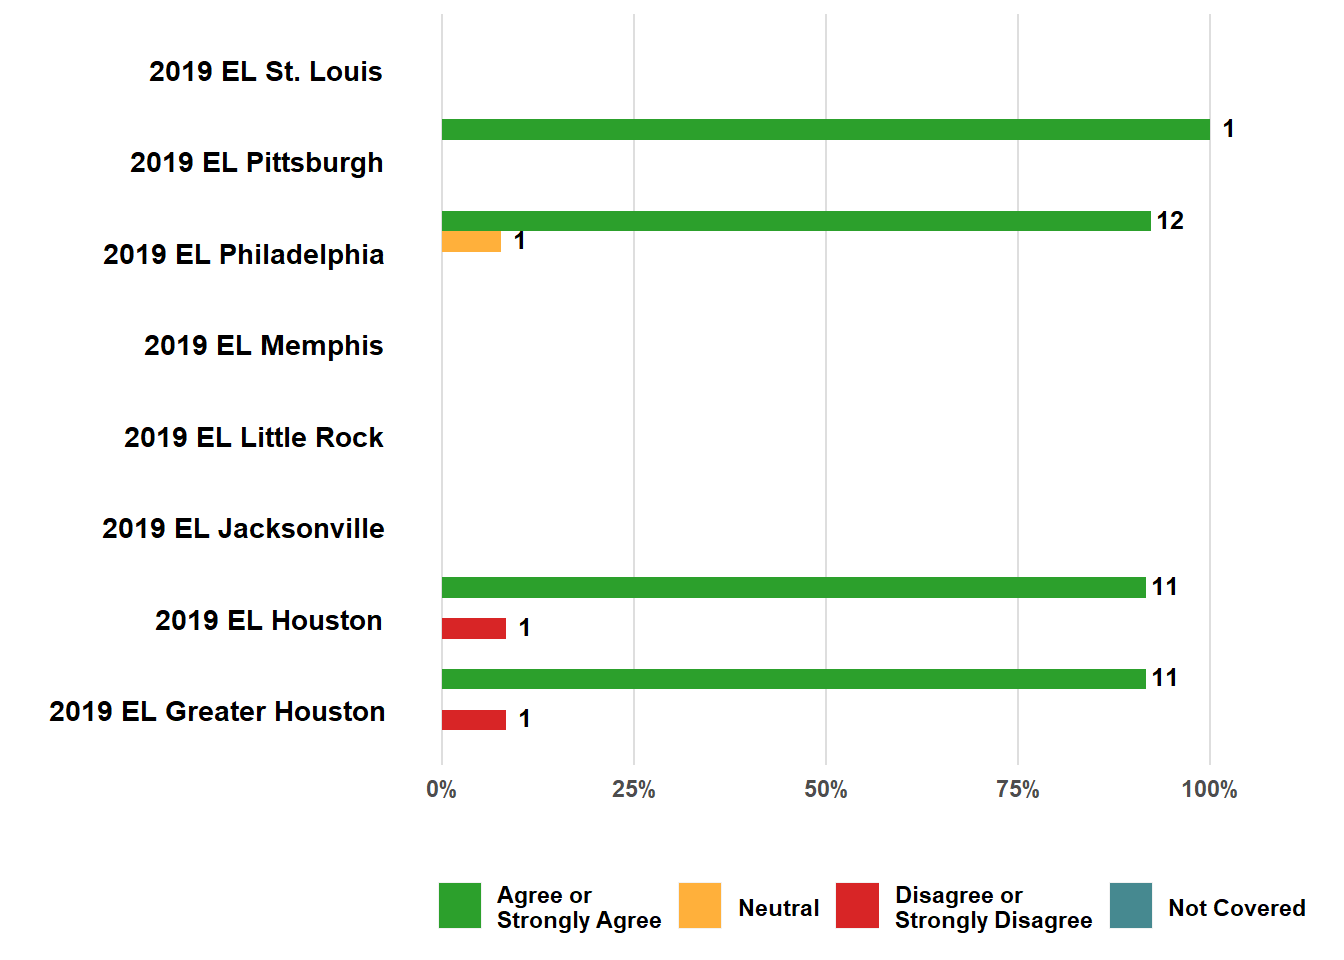 2019 EL St. Louis
1
2019 EL Pittsburgh
12
1
2019 EL Philadelphia
2019 EL Memphis
2019 EL Little Rock
2019 EL Jacksonville
11
2019 EL Houston
1
11
2019 EL Greater Houston
1
0% 25% 50% 75% 100%
Agree or
Strongly Agree
Neutral
Disagree or
Strongly Disagree
Not Covered